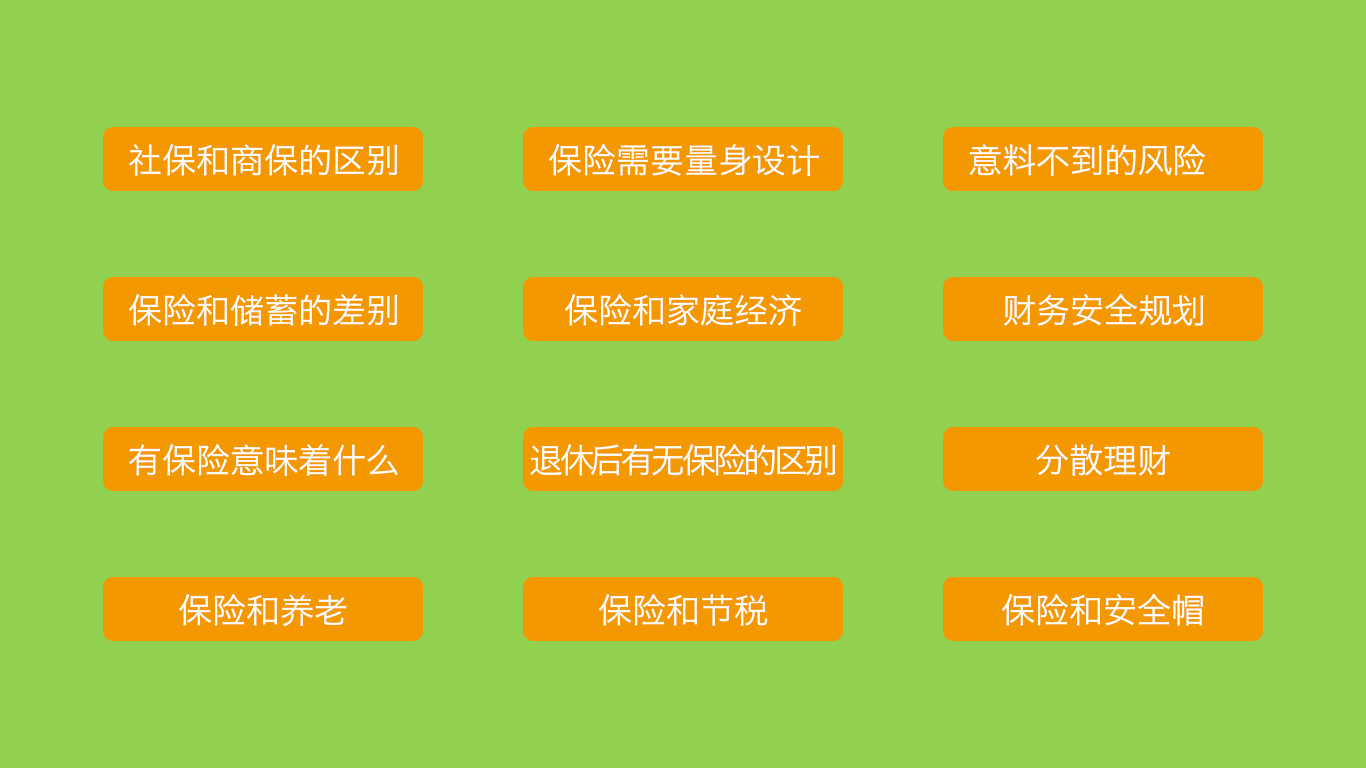 社保和商保的区别
保险需要量身设计
意料不到的风险
保险和储蓄的差别
保险和家庭经济
财务安全规划
有保险意味着什么
退休后有无保险的区别
分散理财
保险和养老
保险和节税
保险和安全帽